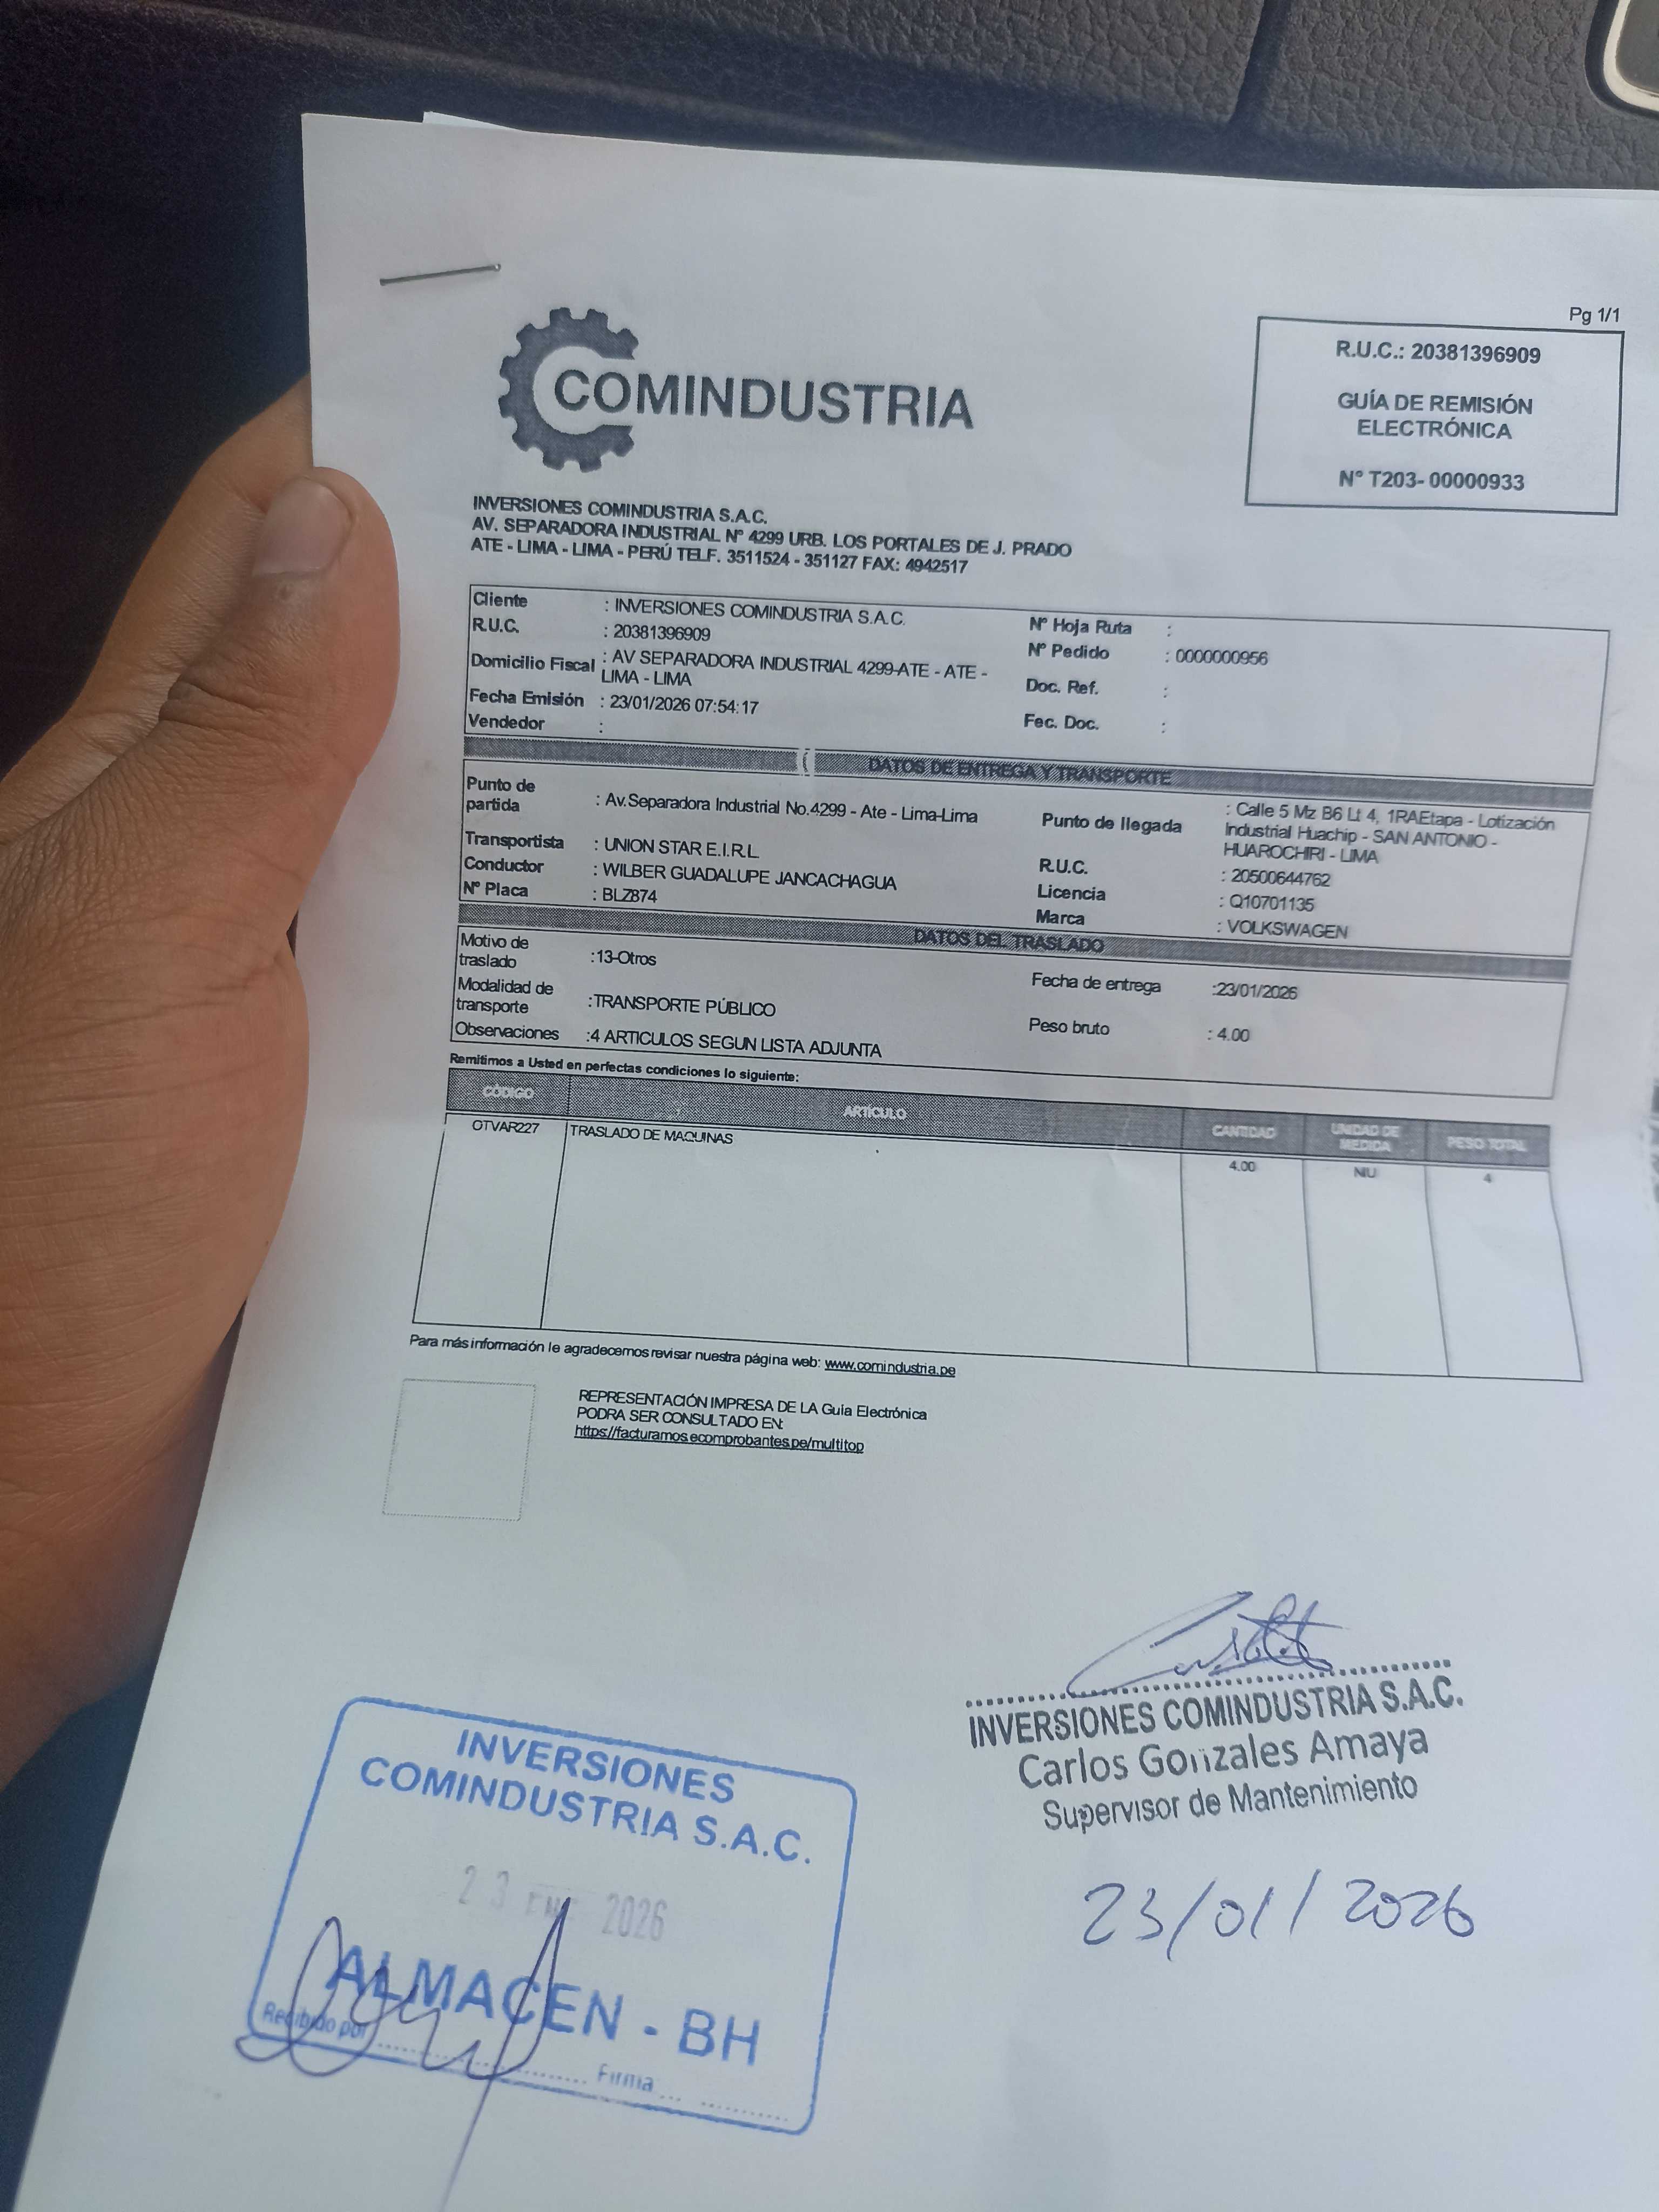 Pg 1/1
COMINDUSTRIA
R.U.C.: 20381396909
GUÍA DE REMISIÓN
ELECTRÓNICA
Nº T203- 00000933
INVERSIONES COMINDUSTRIA S.A.C.
AV. SEPARADORA INDUSTRIAL Nº 4299 URB. LOS PORTALES DE J. PRADO
ATE - LIMA - LIMA - PERÚ TELF. 3511524 - 351127 FAX: 4942517
Cliente : INVERSIONES COMINDUSTRIA S.A.C.
R.U.C. : 20381396909
Domicilio Fiscal : AV SEPARADORA INDUSTRIAL 4299-ATE - ATE -
LIMA - LIMA
Fecha Emisión : 23/01/2026 07:54:17
Vendedor :
Nº Hoja Ruta :
Nº Pedido : 0000000956
Doc. Ref. :
Fec. Doc. :
DATOS DE ENTREGA Y TRANSPORTE
Punto de
partida : Av.Separadora Industrial No.4299 - Ate - Lima-Lima
Transportista : UNION STAR E.I.R.L
Conductor : WILBER GUADALUPE JANCACHAGUA
Nº Placa : BLZ874
Punto de llegada : Calle 5 Mz B6 Lt 4, 1RAEtapa - Lotización
Industrial Huachip - SAN ANTONIO -
HUAROCHIRI - LIMA
R.U.C. : 20500644762
Licencia : Q10701135
Marca : VOLKSWAGEN
DATOS DEL TRASLADO
Motivo de
traslado :13-Otros
Modalidad de
transporte :TRANSPORTE PÚBLICO
Observaciones :4 ARTICULOS SEGUN LISTA ADJUNTA
Fecha de entrega :23/01/2026
Peso bruto : 4.00
Remitimos a Usted en perfectas condiciones lo siguiente:
CÓDIGO ARTÍCULO CANTIDAD UNIDAD DE MEDIDA PESO TOTAL
OTVAR227 TRASLADO DE MAQUINAS 4.00 NIU 4
Para más información le agradecemos revisar nuestra página web: www.comindustria.pe
REPRESENTACIÓN IMPRESA DE LA Guía Electrónica
PODRA SER CONSULTADO EN:
https://facturamos.ecomprobantes.pe/multitop
INVERSIONES COMINDUSTRIA S.A.C.
Carlos Gonzales Amaya
Supervisor de Mantenimiento
23/01/2026
INVERSIONES
COMINDUSTRIA S.A.C.
23 ENE 2026
ALMACEN - BH
Recibido por
Firma